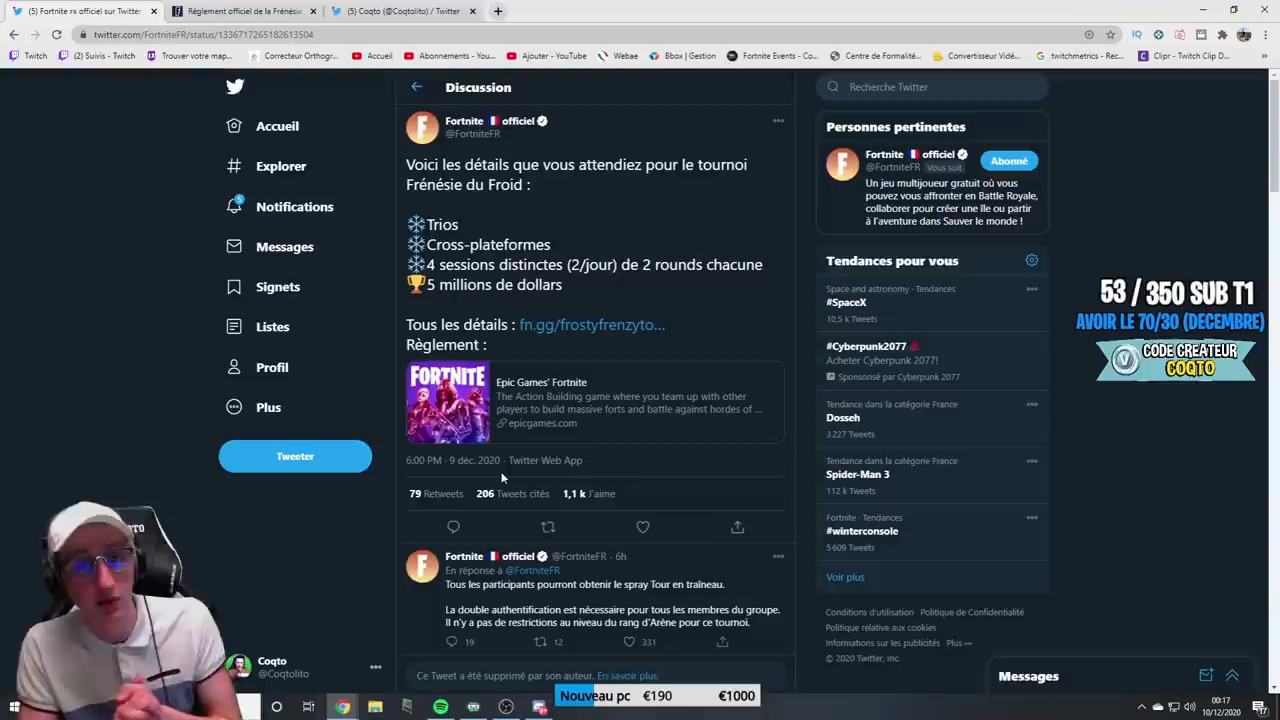 (5) Fortnite FR officiel sur Twitter
Règlement officiel de la Frénésie
(5) Coqto (@Coqtolito) / Twitter
twitter.com/FortniteFR/status/1336717265182613504
Twitch
(2) Suivis - Twitch
Trouver votre map...
Correcteur Orthogr...
Accueil
Abonnements - Yo...
Ajouter - YouTube
Webae
Bbox | Gestion
Fortnite Events - Co...
Centre de Formalité...
Convertisseur Vidéo...
twitchmetrics - Rec...
Clipr - Twitch Clip D...
Accueil
Explorer
5
Notifications
Messages
Signets
Listes
Profil
Plus
Tweeter
Coqto
@Coqtolito
Discussion
Fortnite 🇫🇷 officiel
@FortniteFR
Voici les détails que vous attendiez pour le tournoi
Frénésie du Froid :
❄️Trios
❄️Cross-plateformes
❄️4 sessions distinctes (2/jour) de 2 rounds chacune
🏆5 millions de dollars
Tous les détails : fn.gg/frostyfrenzyto...
Règlement :
FORTNITE
Epic Games' Fortnite
The Action Building game where you team up with other
players to build massive forts and battle against hordes of ...
epicgames.com
6:00 PM · 9 déc. 2020 · Twitter Web App
79 Retweets 206 Tweets cités 1,1 k J'aime
Fortnite 🇫🇷 officiel @FortniteFR · 6h
En réponse à @FortniteFR
Tous les participants pourront obtenir le spray Tour en traîneau.
La double authentification est nécessaire pour tous les membres du groupe.
Il n'y a pas de restrictions au niveau du rang d'Arène pour ce tournoi.
19 12 331
Ce Tweet a été supprimé par son auteur. En savoir plus
Nouveau pc €190 €1000
Recherche Twitter
Personnes pertinentes
Fortnite 🇫🇷 officiel
@FortniteFR Vous suit
Abonné
Un jeu multijoueur gratuit où vous
pouvez vous affronter en Battle Royale,
collaborer pour créer une île ou partir
à l'aventure dans Sauver le monde !
Tendances pour vous
Space and astronomy · Tendances
#SpaceX
10,5 k Tweets
#Cyberpunk2077
Acheter Cyberpunk 2077!
Sponsorisé par Cyberpunk 2077
Tendance dans la catégorie France
Dosseh
3 227 Tweets
Tendance dans la catégorie France
Spider-Man 3
112 k Tweets
Fortnite · Tendances
#winterconsole
5 609 Tweets
Voir plus
Conditions d'utilisation Politique de Confidentialité
Politique relative aux cookies
Informations sur les publicités Plus
© 2020 Twitter, Inc.
Messages
53 / 350 SUB T1
AVOIR LE 70/30 (DECEMBRE)
CODE CREATEUR
COQTO
00:17
10/12/2020